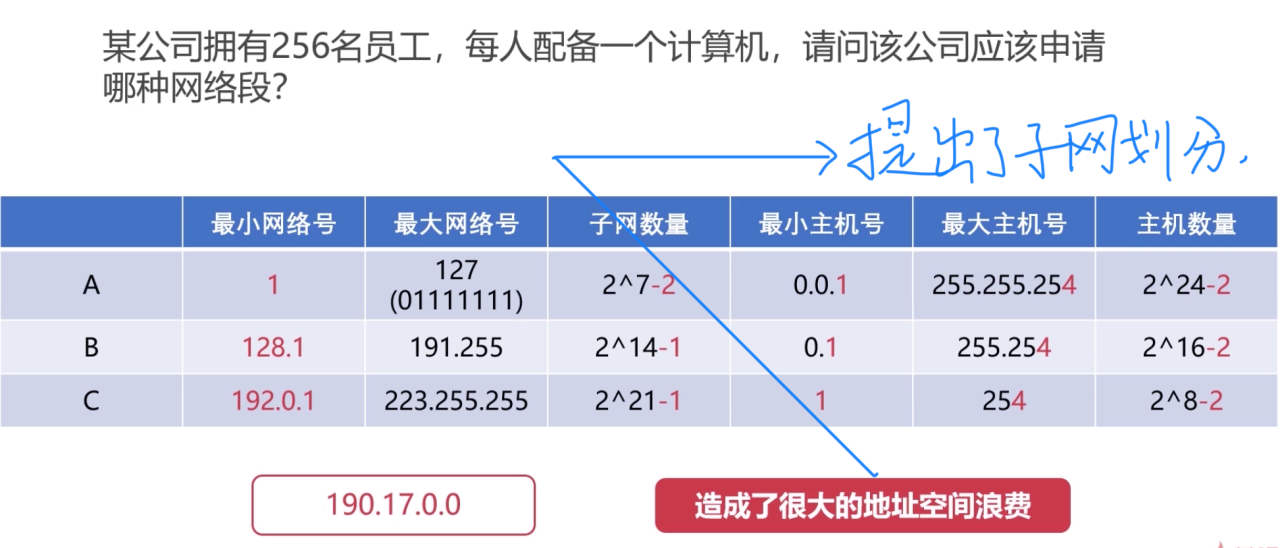 某公司拥有256名员工，每人配备一个计算机，请问该公司应该申请
哪种网络段？
提出了子网划分.
最小网络号 最大网络号 子网数量 最小主机号 最大主机号 主机数量
A 1 127 (01111111) 2^7-2 0.0.1 255.255.254 2^24-2
B 128.1 191.255 2^14-1 0.1 255.254 2^16-2
C 192.0.1 223.255.255 2^21-1 1 254 2^8-2
190.17.0.0 造成了很大的地址空间浪费